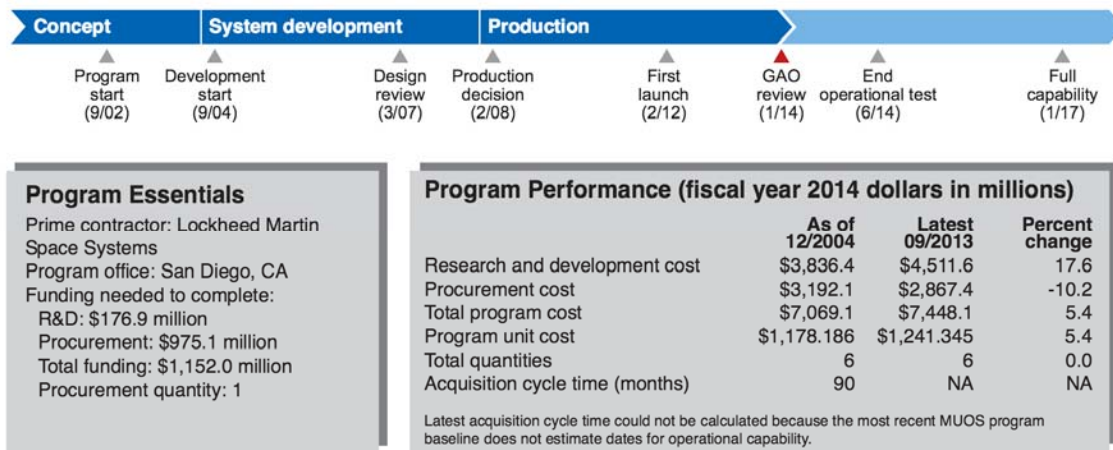 Concept System development Production
Program start (9/02)
Development start (9/04)
Design review (3/07)
Production decision (2/08)
First launch (2/12)
GAO review (1/14)
End operational test (6/14)
Full capability (1/17)
Program Essentials
Prime contractor: Lockheed Martin
Space Systems
Program office: San Diego, CA
Funding needed to complete:
R&D: $176.9 million
Procurement: $975.1 million
Total funding: $1,152.0 million
Procurement quantity: 1
Program Performance (fiscal year 2014 dollars in millions)
As of 12/2004 Latest 09/2013 Percent change
Research and development cost $3,836.4 $4,511.6 17.6
Procurement cost $3,192.1 $2,867.4 -10.2
Total program cost $7,069.1 $7,448.1 5.4
Program unit cost $1,178.186 $1,241.345 5.4
Total quantities 6 6 0.0
Acquisition cycle time (months) 90 NA NA
Latest acquisition cycle time could not be calculated because the most recent MUOS program
baseline does not estimate dates for operational capability.